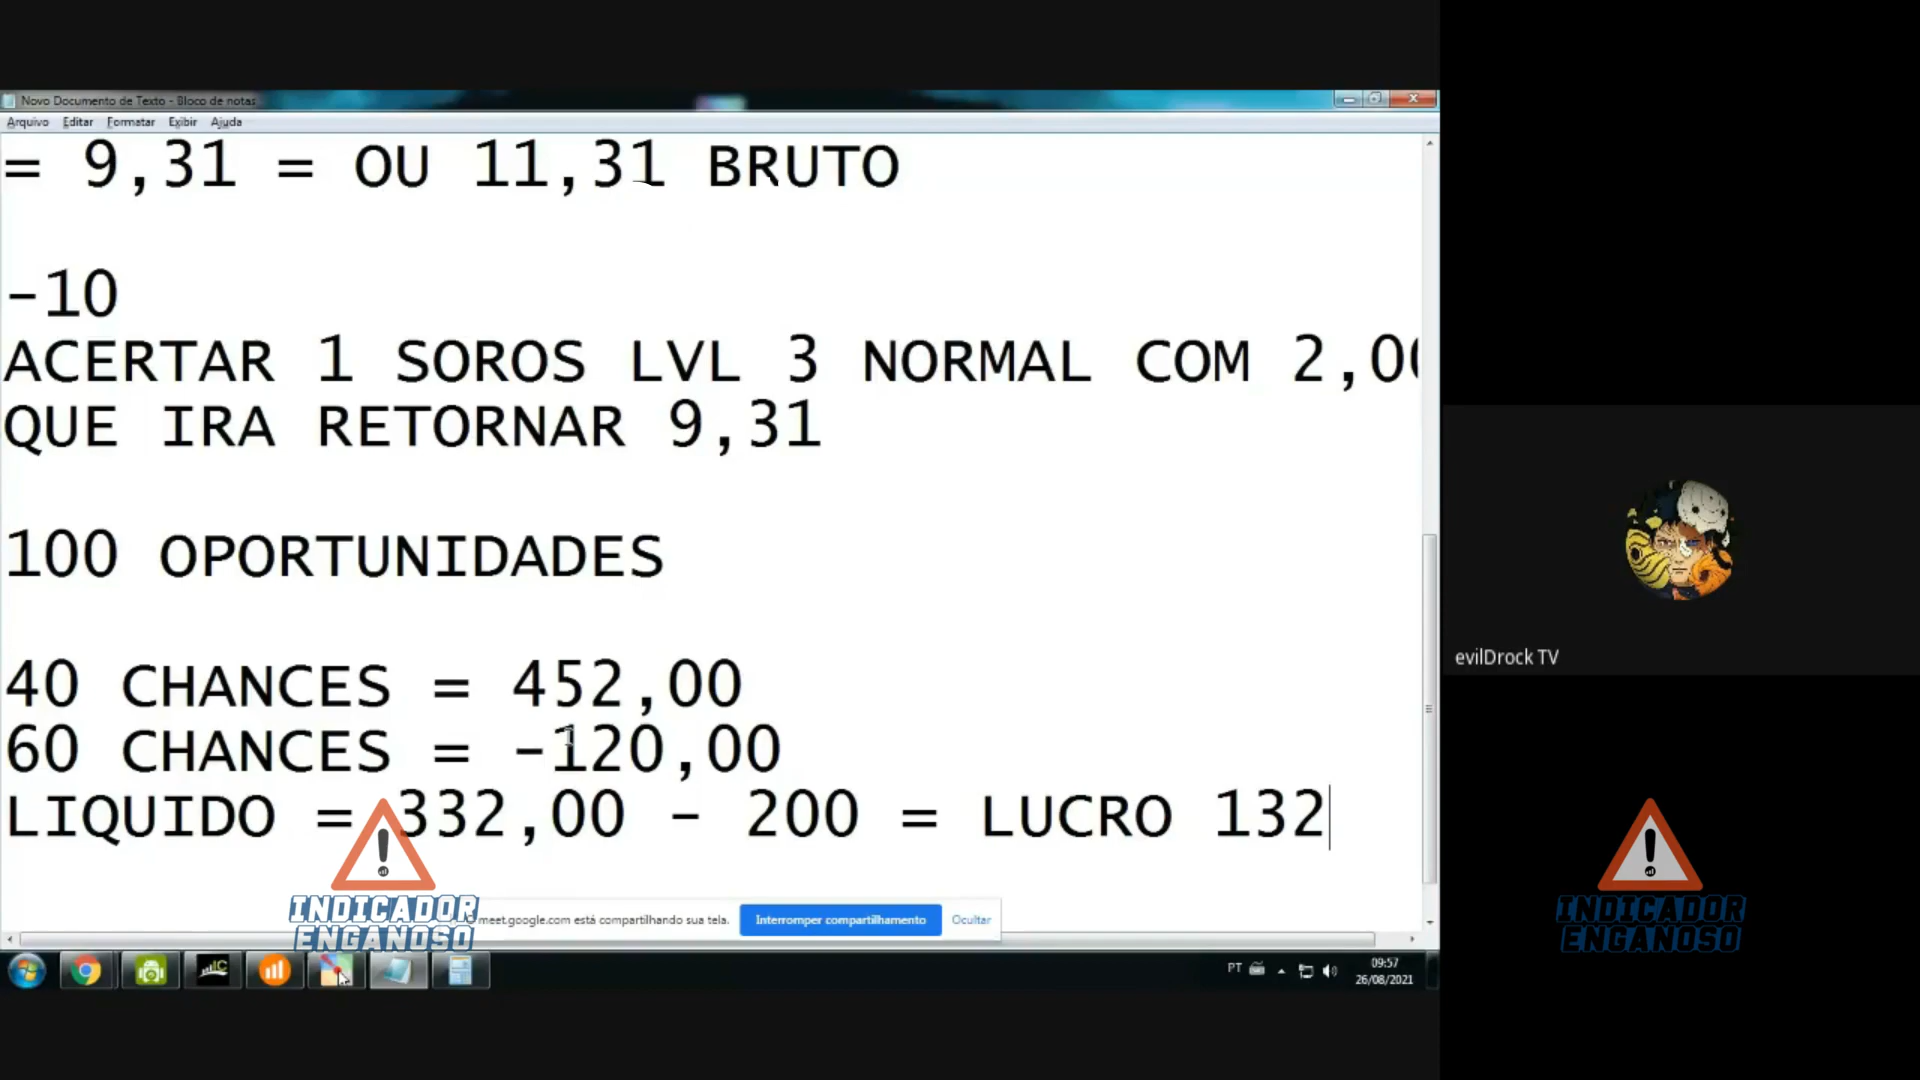 Novo Documento de Texto - Bloco de notas
Arquivo Editar Formatar Exibir Ajuda
= 9,31 = OU 11,31 BRUTO
-10
ACERTAR 1 SOROS LVL 3 NORMAL COM 2,00
QUE IRA RETORNAR 9,31
100 OPORTUNIDADES
40 CHANCES = 452,00
60 CHANCES = -120,00
LIQUIDO = 332,00 - 200 = LUCRO 132
INDICADOR
ENGANOSO
meet.google.com está compartilhando sua tela.
Interromper compartilhamento
Ocultar
PT
09:57
26/08/2021
evilDrock TV
INDICADOR
ENGANOSO